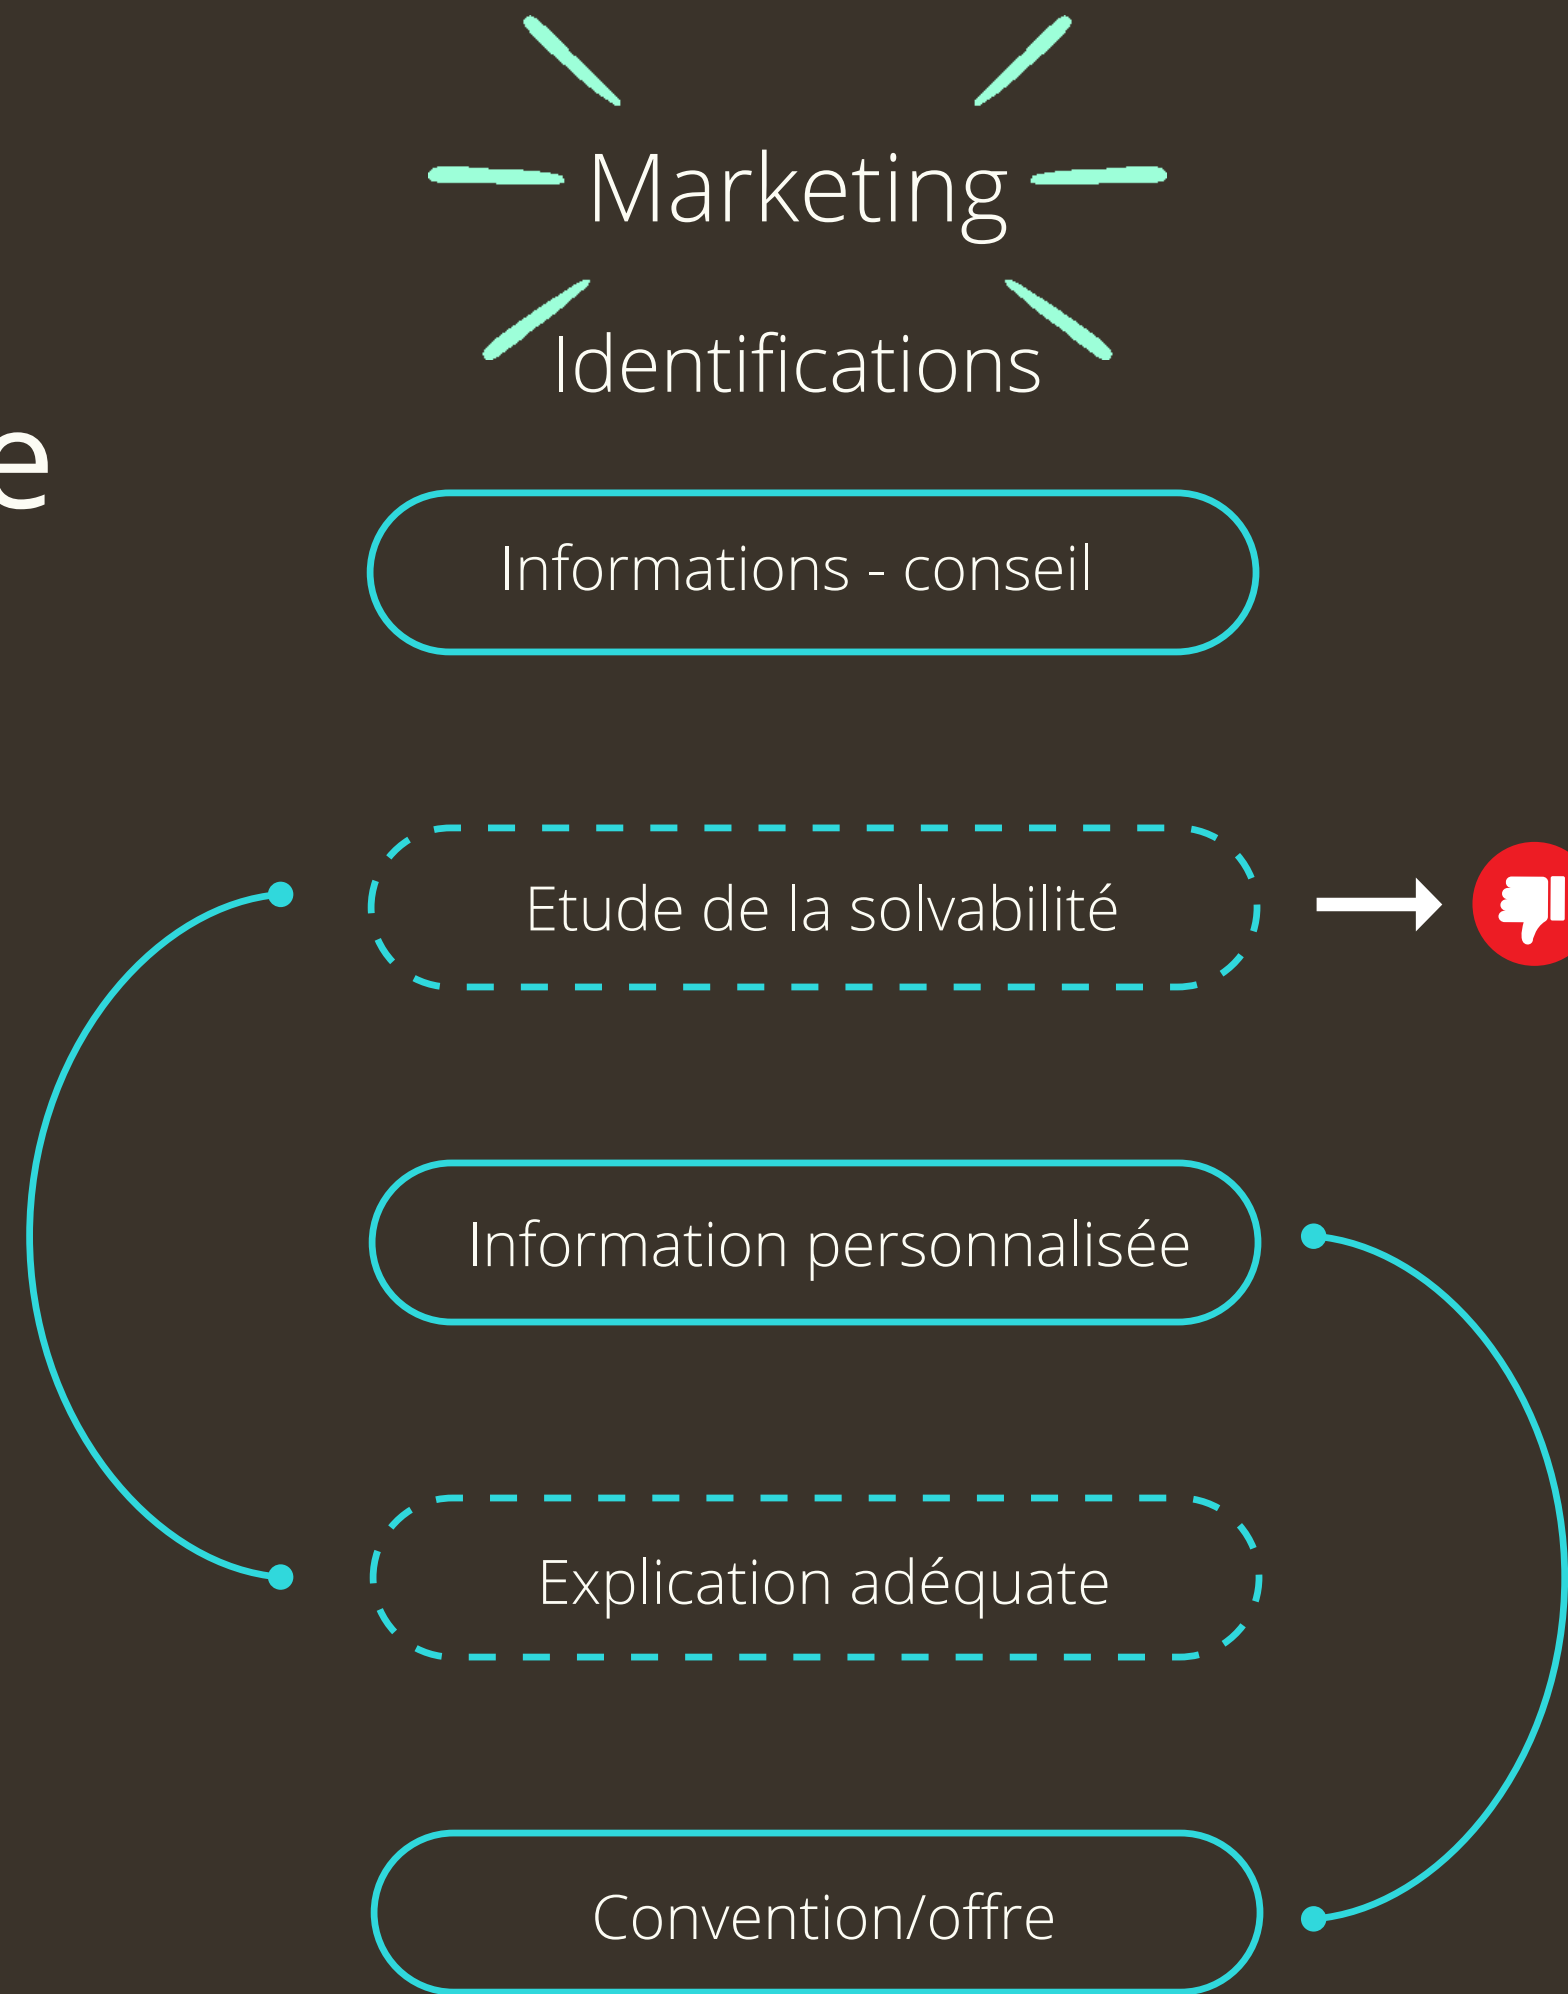 Marketing
Identifications
e
Informations - conseil
Etude de la solvabilité
Information personnalisée
Explication adéquate
Convention/offre